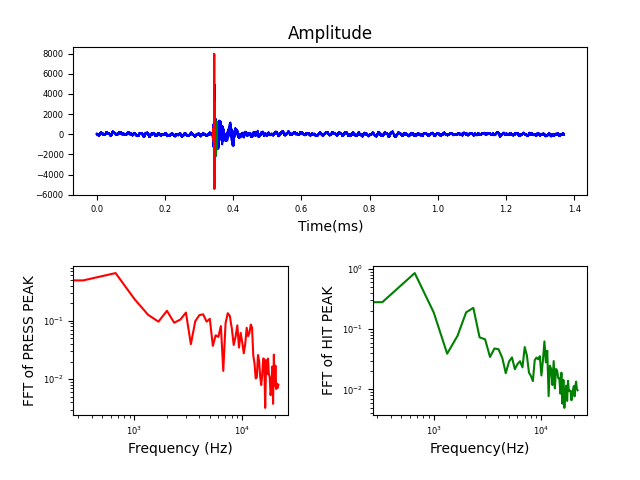 Amplitude
8000
6000
4000
2000
0
−2000
−4000
−6000
0.0 0.2 0.4 0.6 0.8 1.0 1.2 1.4
Time(ms)
FFT of PRESS PEAK
10⁻¹
10⁻²
10³ 10⁴
Frequency (Hz)
FFT of HIT PEAK
10⁰
10⁻¹
10⁻²
10³ 10⁴
Frequency(Hz)